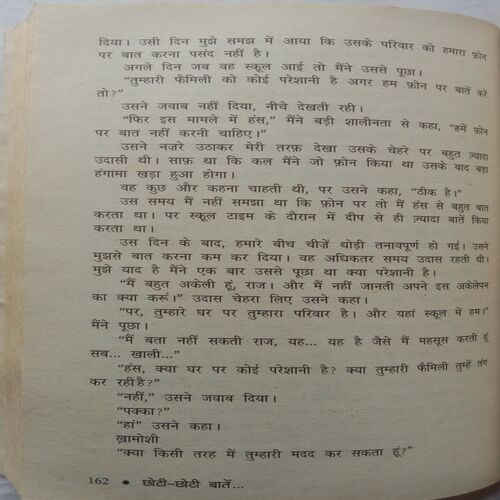 दिया। उसी दिन मुझे समझ में आया कि उसके परिवार को हमारा फ़ोन
पर बात करना पसंद नहीं है।
अगले दिन जब वह स्कूल आई तो मैंने उससे पूछा।
“तुम्हारी फैमिली को कोई परेशानी है अगर हम फ़ोन पर बातें करें
तो?”
उसने जवाब नहीं दिया, नीचे देखती रही।
“फिर इस मामले में हंस,” मैंने बड़ी शालीनता से कहा, “हमें फ़ोन
पर बात नहीं करनी चाहिए।”
उसने नज़रे उठाकर मेरी तरफ़ देखा उसके चेहरे पर बहुत ज़्यादा
उदासी थी। साफ़ था कि कल मैंने जो फ़ोन किया था उसके बाद बड़ा
हंगामा खड़ा हुआ होगा।
वह कुछ और कहना चाहती थी, पर उसने कहा, “ठीक है।”
उस समय मैं नहीं समझा था कि फ़ोन पर तो मैं हंस से बहुत बात
करता था। पर स्कूल टाइम के दौरान में दीप से ही ज़्यादा बातें किया
करता था।
उस दिन के बाद, हमारे बीच चीजें थोड़ी तनावपूर्ण हो गई। उसने
मुझसे बात करना कम कर दिया। वह अधिकतर समय उदास रहती थी।
मुझे याद है मैंने एक बार उससे पूछा था क्या परेशानी है।
“मैं बहुत अकेली हूं, राज। और मैं नहीं जानती अपने इस अकेलेपन
का क्या करूं।” उदास चेहरा लिए उसने कहा।
“पर, तुम्हारे घर पर तुम्हारा परिवार है। और यहां स्कूल में हम।”
मैंने पूछा।
“मैं बता नहीं सकती राज, यह... यह है जैसे मैं महसूस करती हूं
सब... खाली...”
“हंस, क्या घर पर कोई परेशानी है? क्या तुम्हारी फैमिली तुम्हें तंग
कर रही है?”
“नहीं,” उसने जवाब दिया।
“पक्का?”
“हां” उसने कहा।
ख़ामोशी
“क्या किसी तरह मैं तुम्हारी मदद कर सकता हूं?”
162 • छोटी-छोटी बातें...